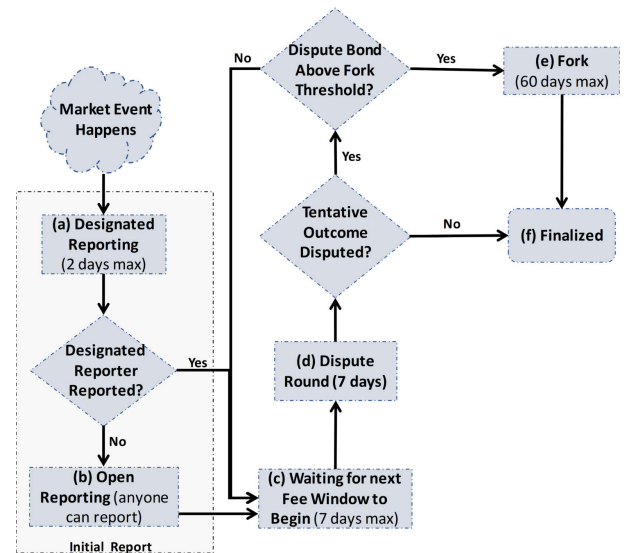 Market Event
Happens
(a) Designated
Reporting
(2 days max)
Designated
Reporter
Reported?
Yes
No
(b) Open
Reporting (anyone
can report)
Initial Report
(c) Waiting for next
Fee Window to
Begin (7 days max)
(d) Dispute
Round (7 days)
Tentative
Outcome
Disputed?
Yes
No
Dispute Bond
Above Fork
Threshold?
No
Yes
(e) Fork
(60 days max)
(f) Finalized